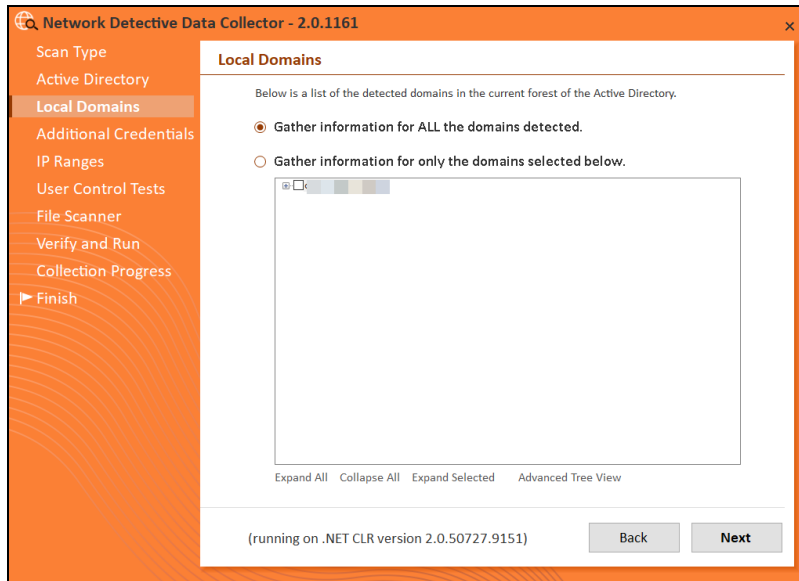 Network Detective Data Collector - 2.0.1161
Scan Type
Active Directory
Local Domains
Additional Credentials
IP Ranges
User Control Tests
File Scanner
Verify and Run
Collection Progress
Finish
Local Domains
Below is a list of the detected domains in the current forest of the Active Directory.
Gather information for ALL the domains detected.
Gather information for only the domains selected below.
Expand All Collapse All Expand Selected Advanced Tree View
(running on .NET CLR version 2.0.50727.9151)
Back
Next